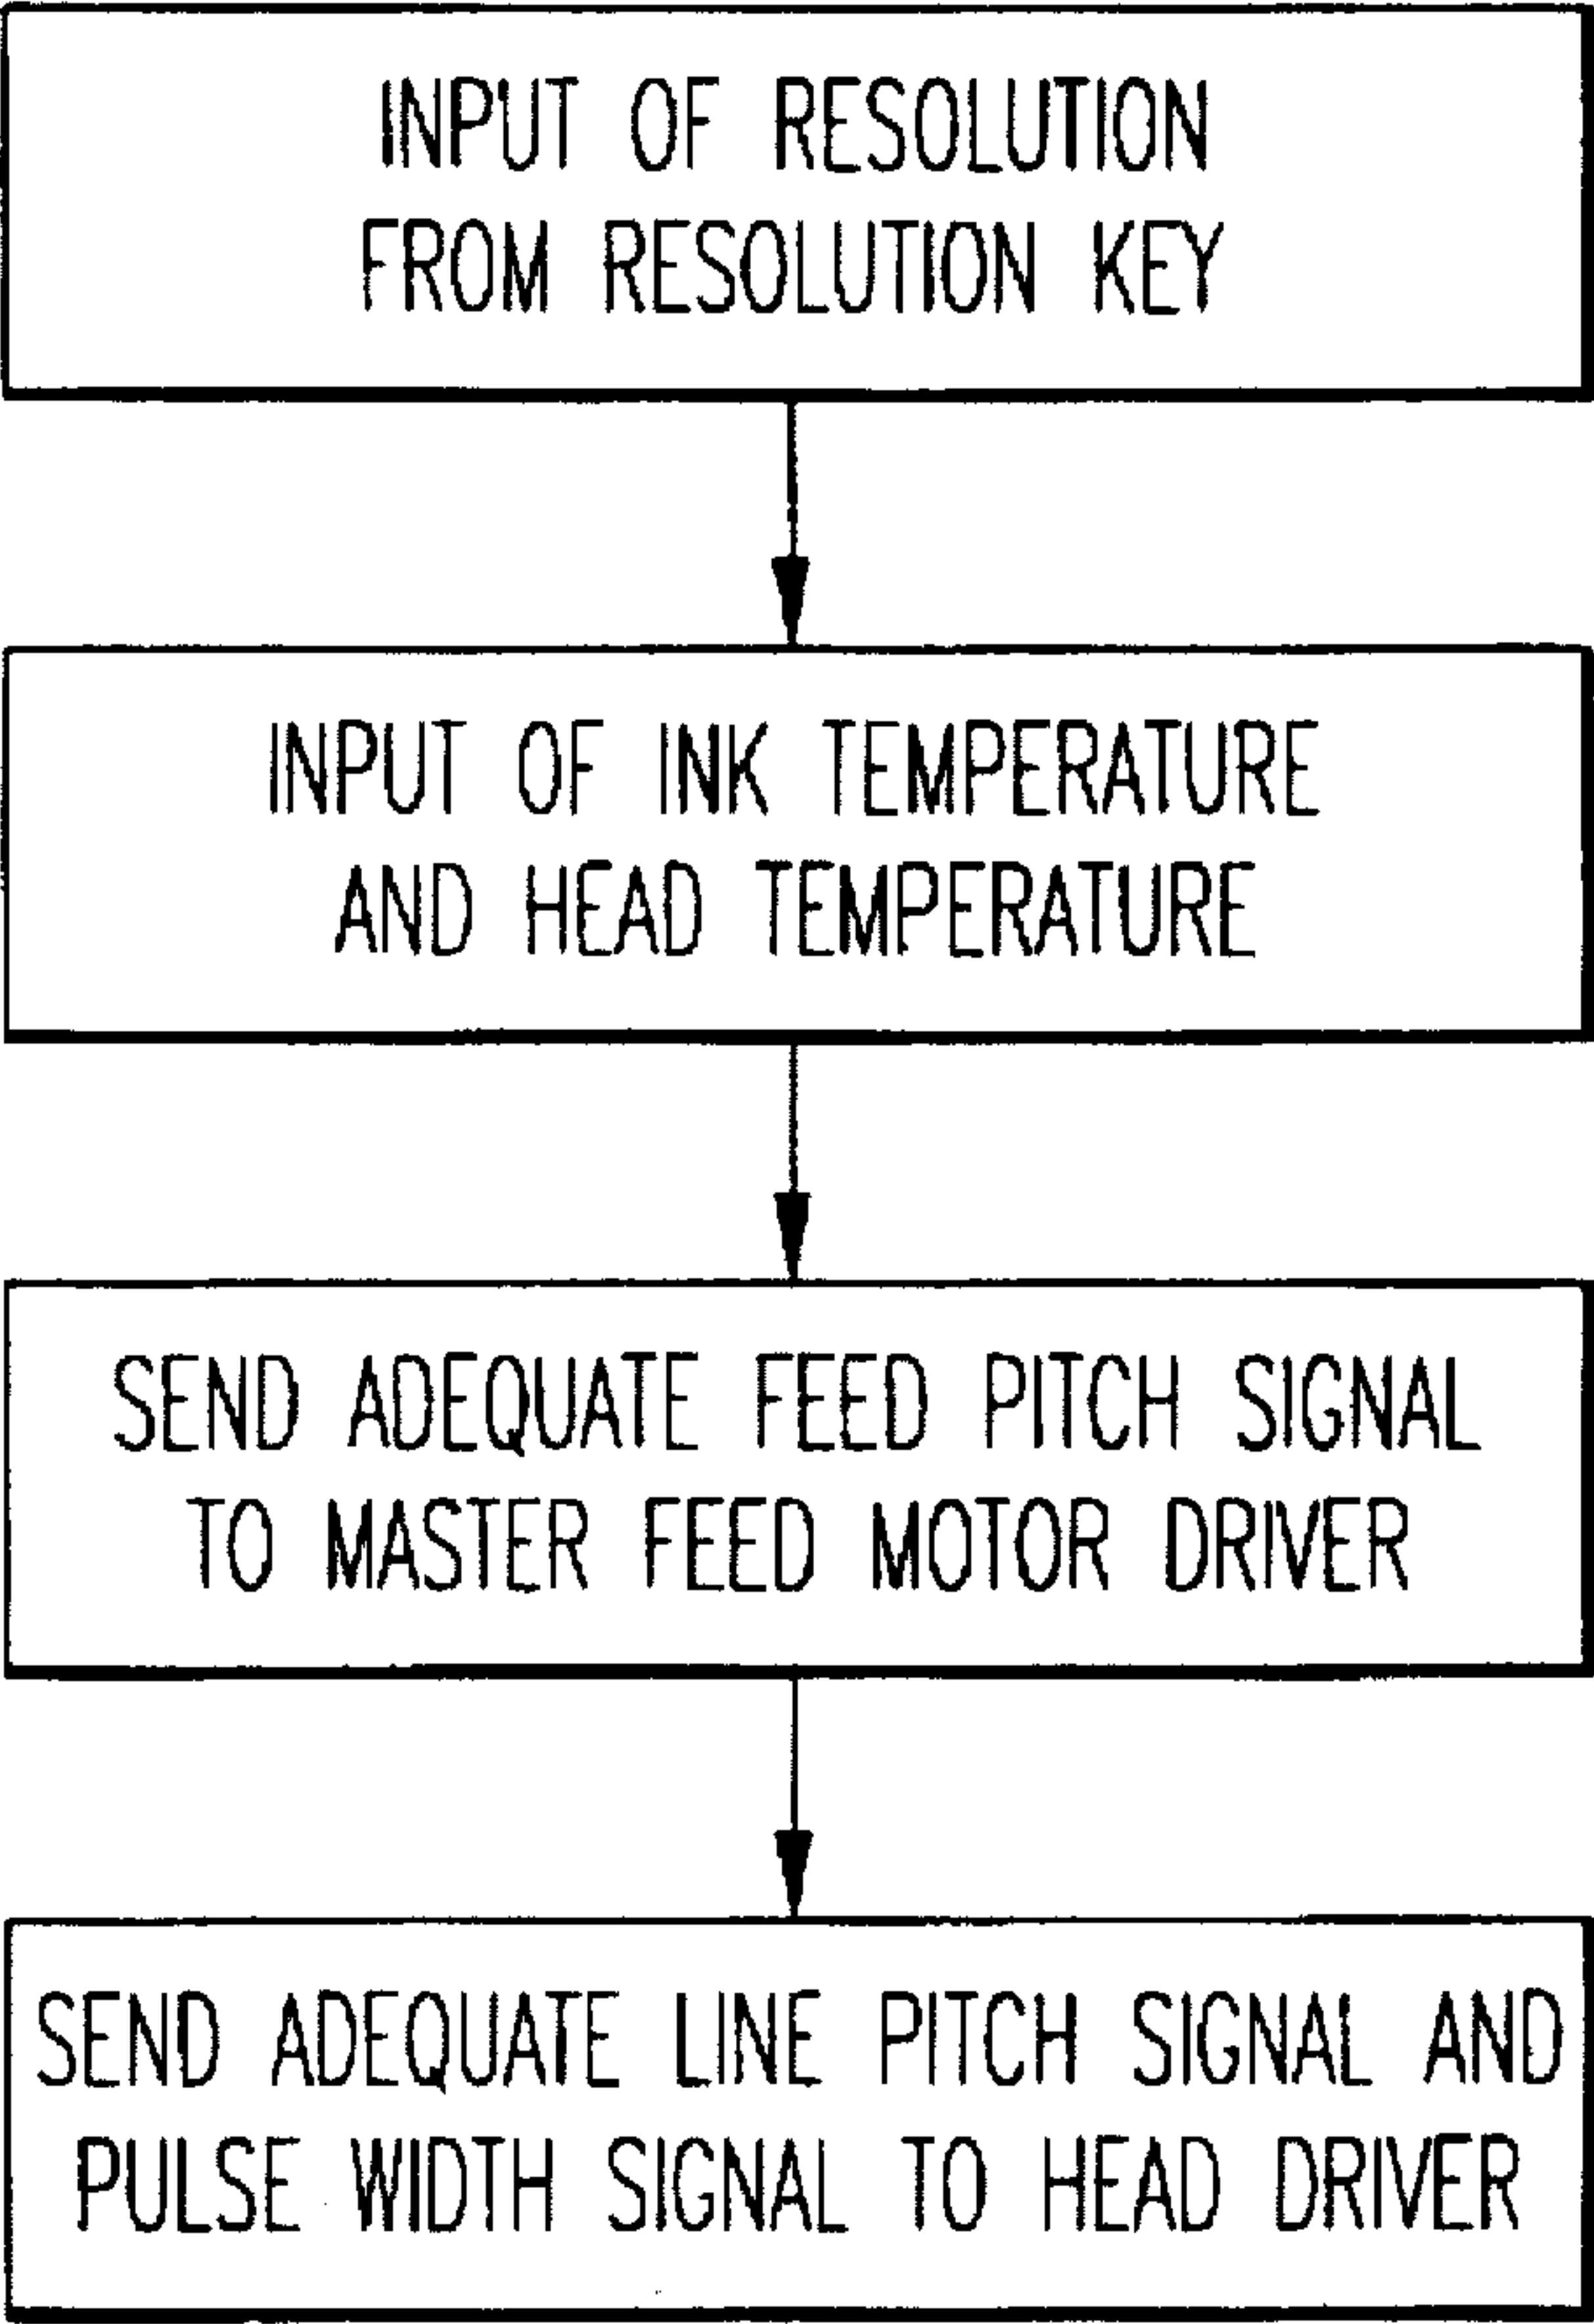 INPUT OF RESOLUTION
FROM RESOLUTION KEY
INPUT OF INK TEMPERATURE
AND HEAD TEMPERATURE
SEND ADEQUATE FEED PITCH SIGNAL
TO MASTER FEED MOTOR DRIVER
SEND ADEQUATE LINE PITCH SIGNAL AND
PULSE WIDTH SIGNAL TO HEAD DRIVER